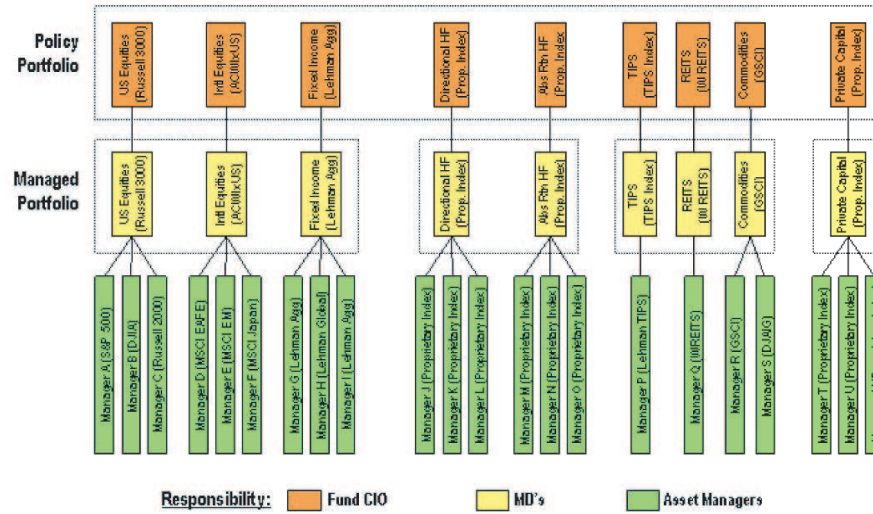 Policy
Portfolio
US Equities
(Russell 3000)
Intl Equities
(ACWIxUS)
Fixed Income
(Lehman Agg)
Directional HF
(Prop. Index)
Abs Rtn HF
(Prop. Index)
TIPS
(TIPS Index)
REITS
(WI REITS)
Commodities
(GSCI)
Private Capital
(Prop. Index)
Managed
Portfolio
US Equities
(Russell 3000)
Intl Equities
(ACWIxUS)
Fixed Income
(Lehman Agg)
Directional HF
(Prop. Index)
Abs Rtn HF
(Prop. Index)
TIPS
(TIPS Index)
REITS
(WI REITS)
Commodities
(GSCI)
Private Capital
(Prop. Index)
Manager A (S&P 500)
Manager B (DJIA)
Manager C (Russell 2000)
Manager D (MSCI EAFE)
Manager E (MSCI EM)
Manager F (MSCI Japan)
Manager G (Lehman Agg)
Manager H (Lehman Global)
Manager I (Lehman Agg)
Manager J (Proprietary Index)
Manager K (Proprietary Index)
Manager L (Proprietary Index)
Manager M (Proprietary Index)
Manager N (Proprietary Index)
Manager O (Proprietary Index)
Manager P (Lehman TIPS)
Manager Q (WIREITS)
Manager R (GSCI)
Manager S (DJAIG)
Manager T (Proprietary Index)
Manager U (Proprietary Index)
Responsibility:
Fund CIO
MD's
Asset Managers